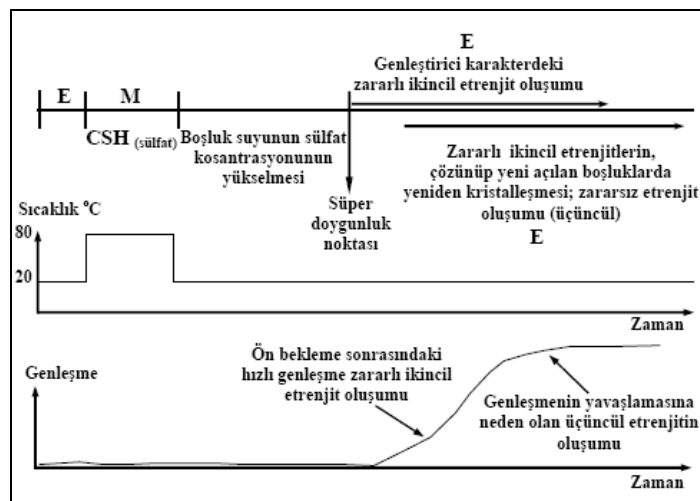 E
Genleştirici karakterdeki
zararlı ikincil etrenjit oluşumu
E
M
CSH (sülfat)
Boşluk suyunun sülfat
kosantrasyonunun
yükselmesi
Süper
doygunluk
noktası
Zararlı ikincil etrenjitlerin,
çözünüp yeni açılan boşluklarda
yeniden kristalleşmesi; zararsız etrenjit
oluşumu (üçüncül)
E
Sıcaklık °C
80
20
Zaman
Genleşme
Ön bekleme sonrasındaki
hızlı genleşme zararlı ikincil
etrenjit oluşumu
Genleşmenin yavaşlamasına
neden olan üçüncül etrenjitin
oluşumu
Zaman